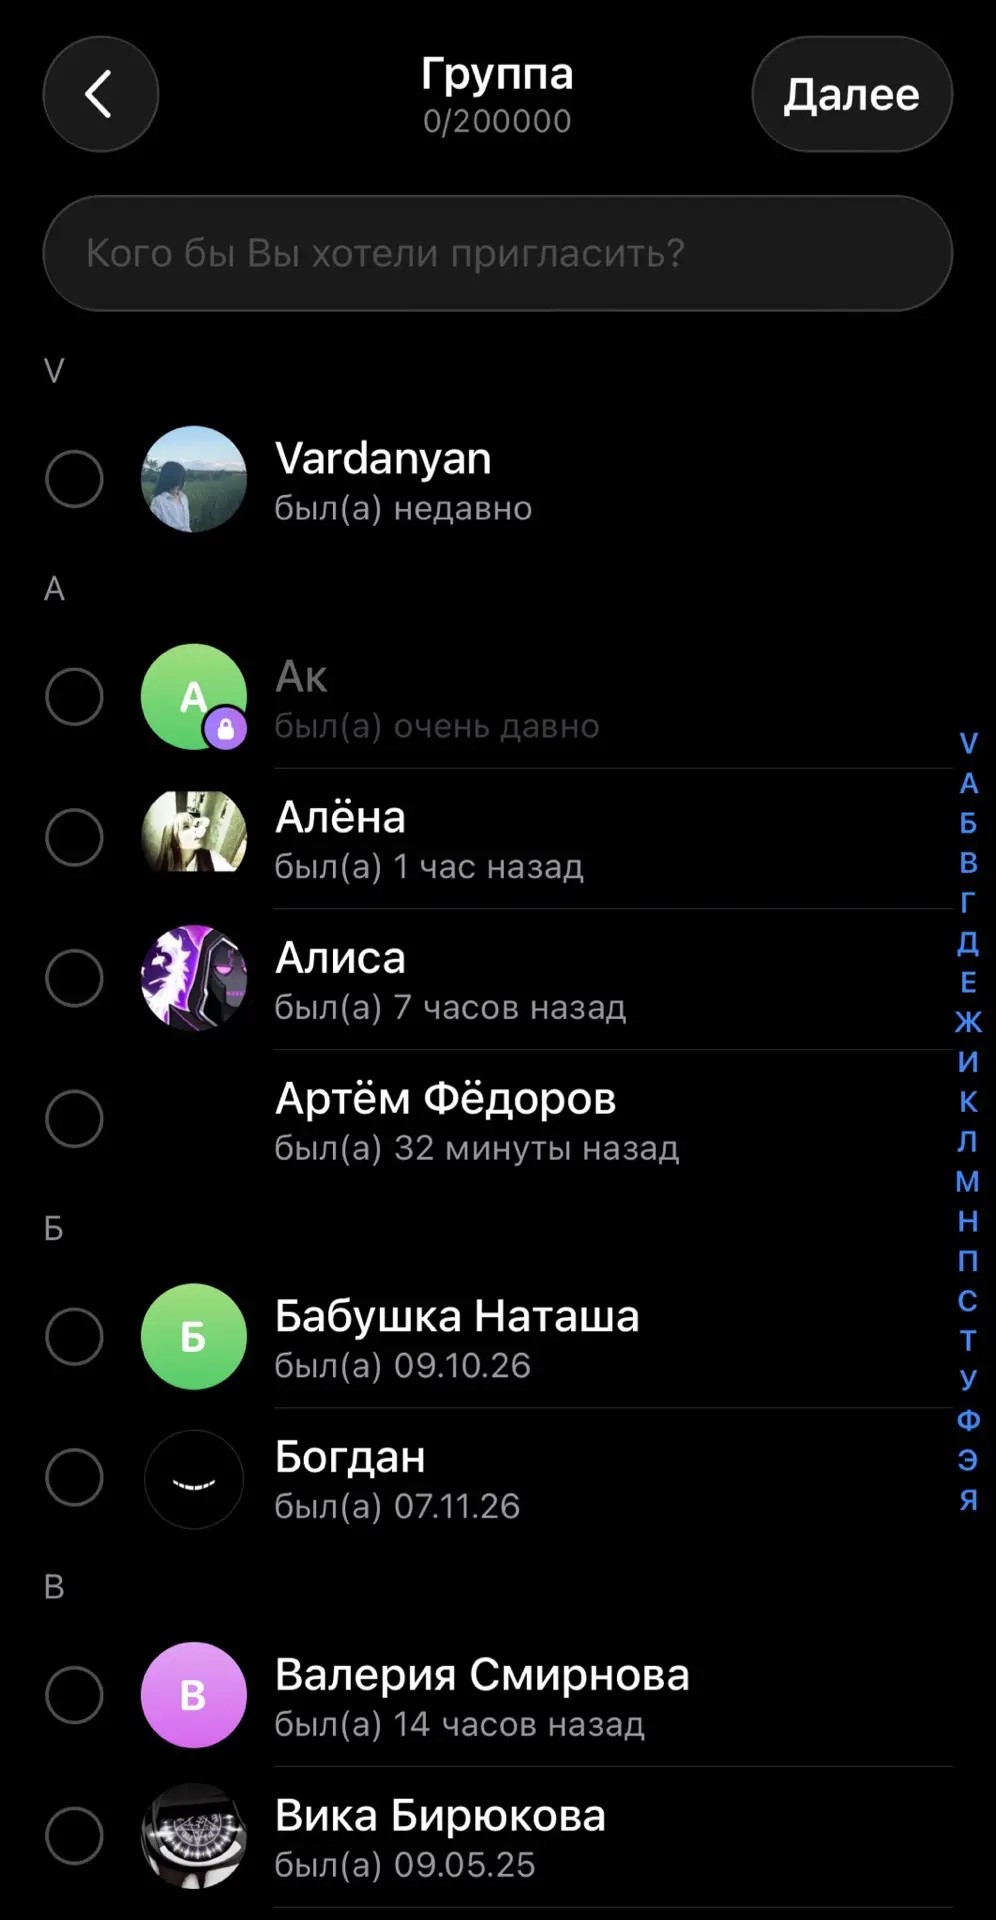 Группа
0/200000
Далее
Кого бы Вы хотели пригласить?
V
Vardanyan
был(а) недавно
А
А
Ак
был(а) очень давно
Алёна
был(а) 1 час назад
Алиса
был(а) 7 часов назад
Артём Фёдоров
был(а) 32 минуты назад
Б
Б
Бабушка Наташа
был(а) 09.10.26
Богдан
был(а) 07.11.26
В
В
Валерия Смирнова
был(а) 14 часов назад
Вика Бирюкова
был(а) 09.05.25
V
А
Б
В
Г
Д
Е
Ж
И
К
Л
М
Н
П
С
Т
У
Ф
Э
Я